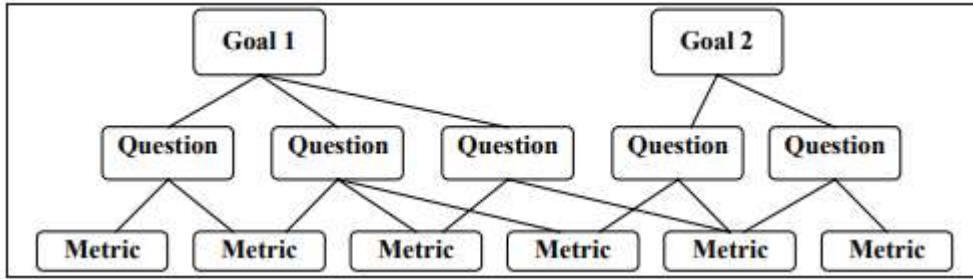 Goal 1 Goal 2
Question Question Question Question Question
Metric Metric Metric Metric Metric Metric